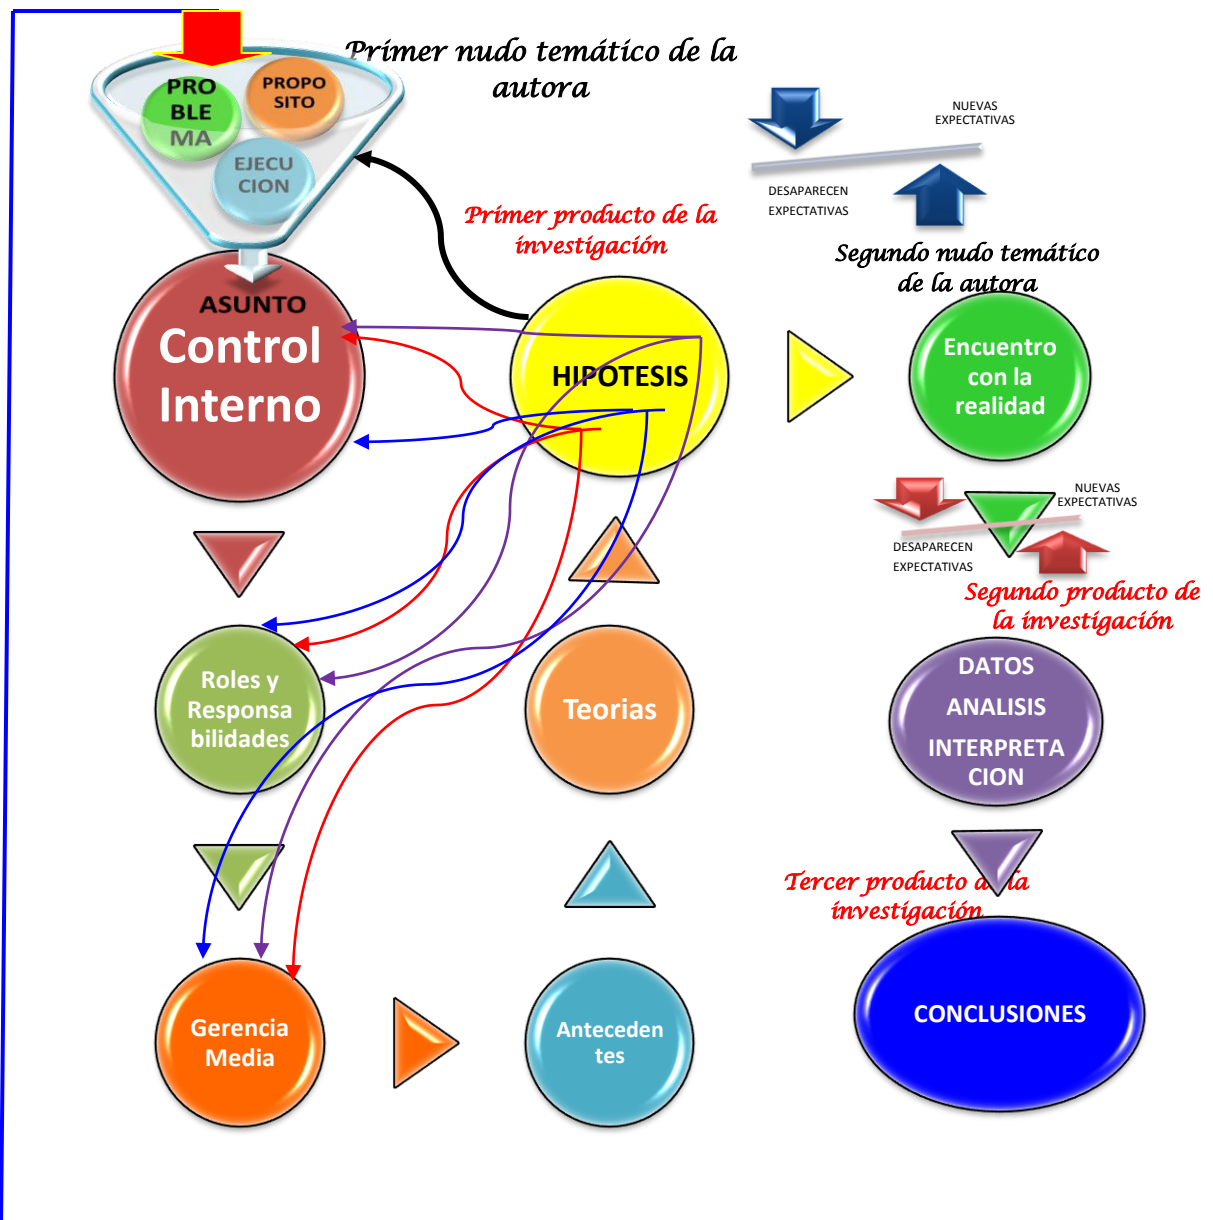 Primer nudo temático de la
autora
PRO
BLE
MA
PROPO
SITO
EJECU
CION
NUEVAS
EXPECTATIVAS
DESAPARECEN
EXPECTATIVAS
Primer producto de la
investigación
Segundo nudo temático
de la autora
ASUNTO
Control
Interno
HIPOTESIS
Encuentro
con la
realidad
NUEVAS
EXPECTATIVAS
DESAPARECEN
EXPECTATIVAS
Segundo producto de
la investigación
Roles y
Responsa
bilidades
Teorias
DATOS
ANALISIS
INTERPRETA
CION
Tercer producto de la
investigación
Gerencia
Media
Anteceden
tes
CONCLUSIONES